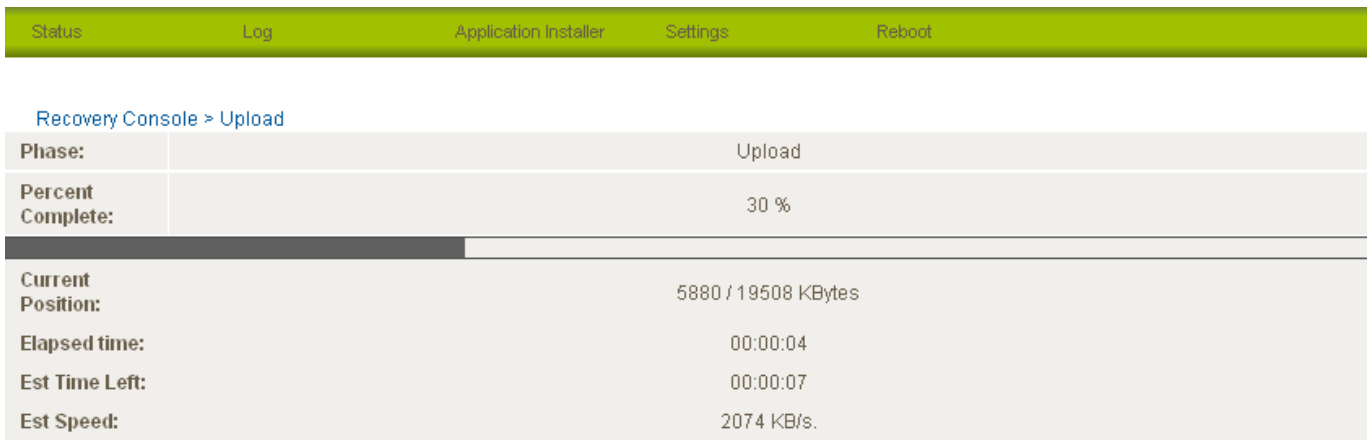 Status Log Application Installer Settings Reboot
Recovery Console > Upload
Phase: Upload
Percent
Complete: 30 %
Current
Position: 5880 / 19508 KBytes
Elapsed time: 00:00:04
Est Time Left: 00:00:07
Est Speed: 2074 KB/s.